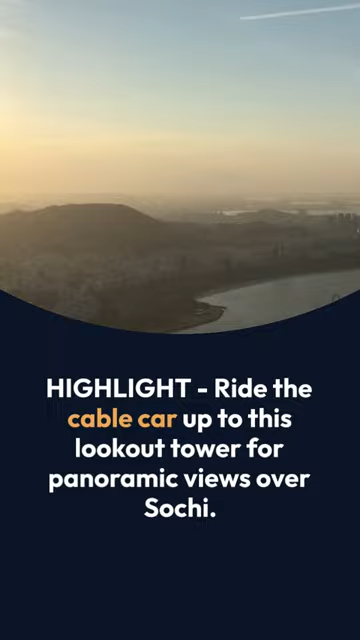 HIGHLIGHT - Ride the
cable car up to this
lookout tower for
panoramic views over
Sochi.